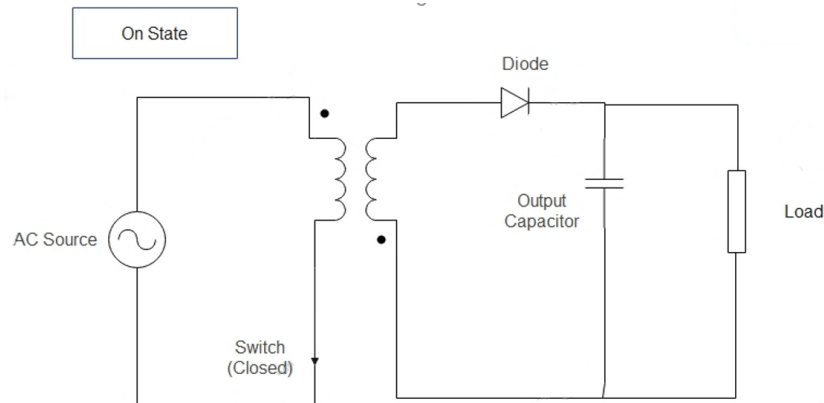 On State
Diode
AC Source
Output
Capacitor
Load
Switch
(Closed)